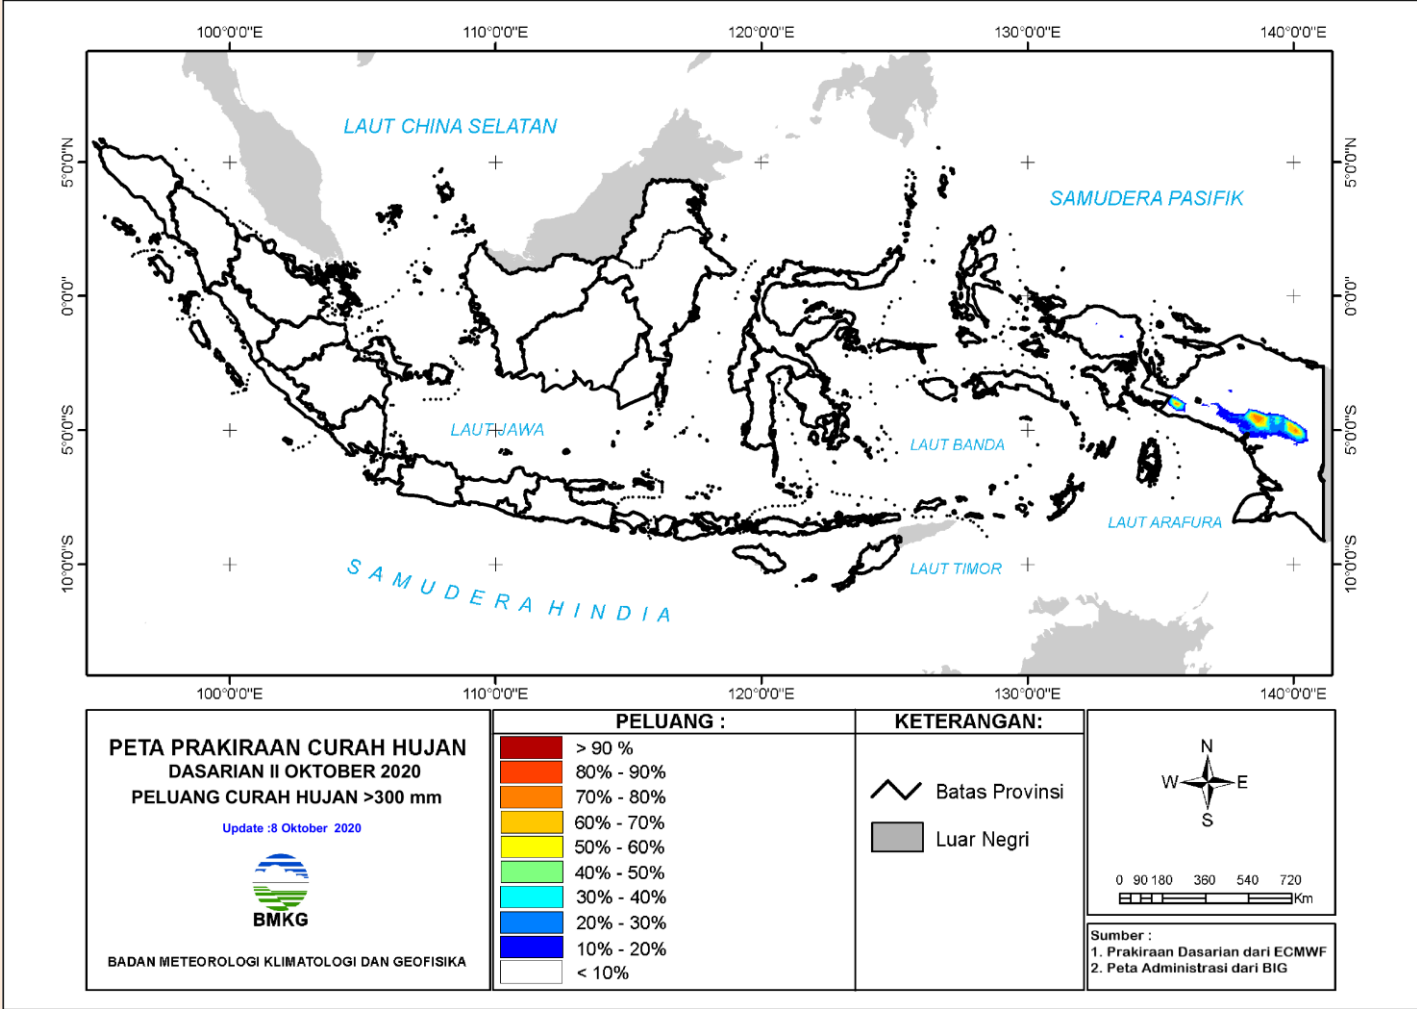 100°0'0"E 110°0'0"E 120°0'0"E 130°0'0"E 140°0'0"E
5°0'0"N
0°0'0"
5°0'0"S
10°0'0"S
LAUT CHINA SELATAN
SAMUDERA PASIFIK
LAUT JAWA
LAUT BANDA
LAUT ARAFURA
LAUT TIMOR
SAMUDERA HINDIA
5°0'0"N
0°0'0"
5°0'0"S
10°0'0"S
100°0'0"E 110°0'0"E 120°0'0"E 130°0'0"E 140°0'0"E
PETA PRAKIRAAN CURAH HUJAN
DASARIAN II OKTOBER 2020
PELUANG CURAH HUJAN >300 mm
Update :8 Oktober 2020
BMKG
BADAN METEOROLOGI KLIMATOLOGI DAN GEOFISIKA
PELUANG :
> 90 %
80% - 90%
70% - 80%
60% - 70%
50% - 60%
40% - 50%
30% - 40%
20% - 30%
10% - 20%
< 10%
KETERANGAN:
Batas Provinsi
Luar Negri
N
W E
S
0 90 180 360 540 720
Km
Sumber :
1. Prakiraan Dasarian dari ECMWF
2. Peta Administrasi dari BIG